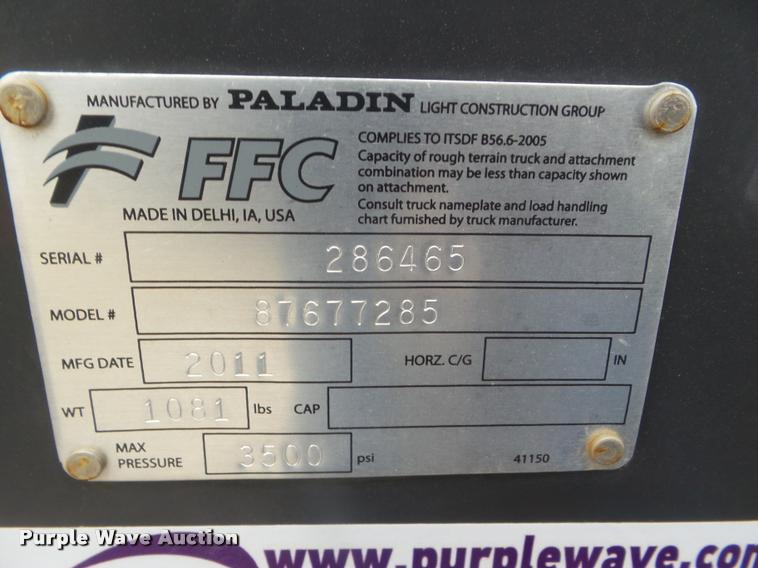 MANUFACTURED BY PALADIN LIGHT CONSTRUCTION GROUP
FFC
MADE IN DELHI, IA, USA
COMPLIES TO ITSDF B56.6-2005
Capacity of rough terrain truck and attachment
combination may be less than capacity shown
on attachment.
Consult truck nameplate and load handling
chart furnished by truck manufacturer.
SERIAL # 286465
MODEL # 87677285
MFG DATE 2011 HORZ. C/G IN
WT 1081 lbs CAP
MAX
PRESSURE 3500 psi 41150
Purple Wave Auction
www.purplewave.com